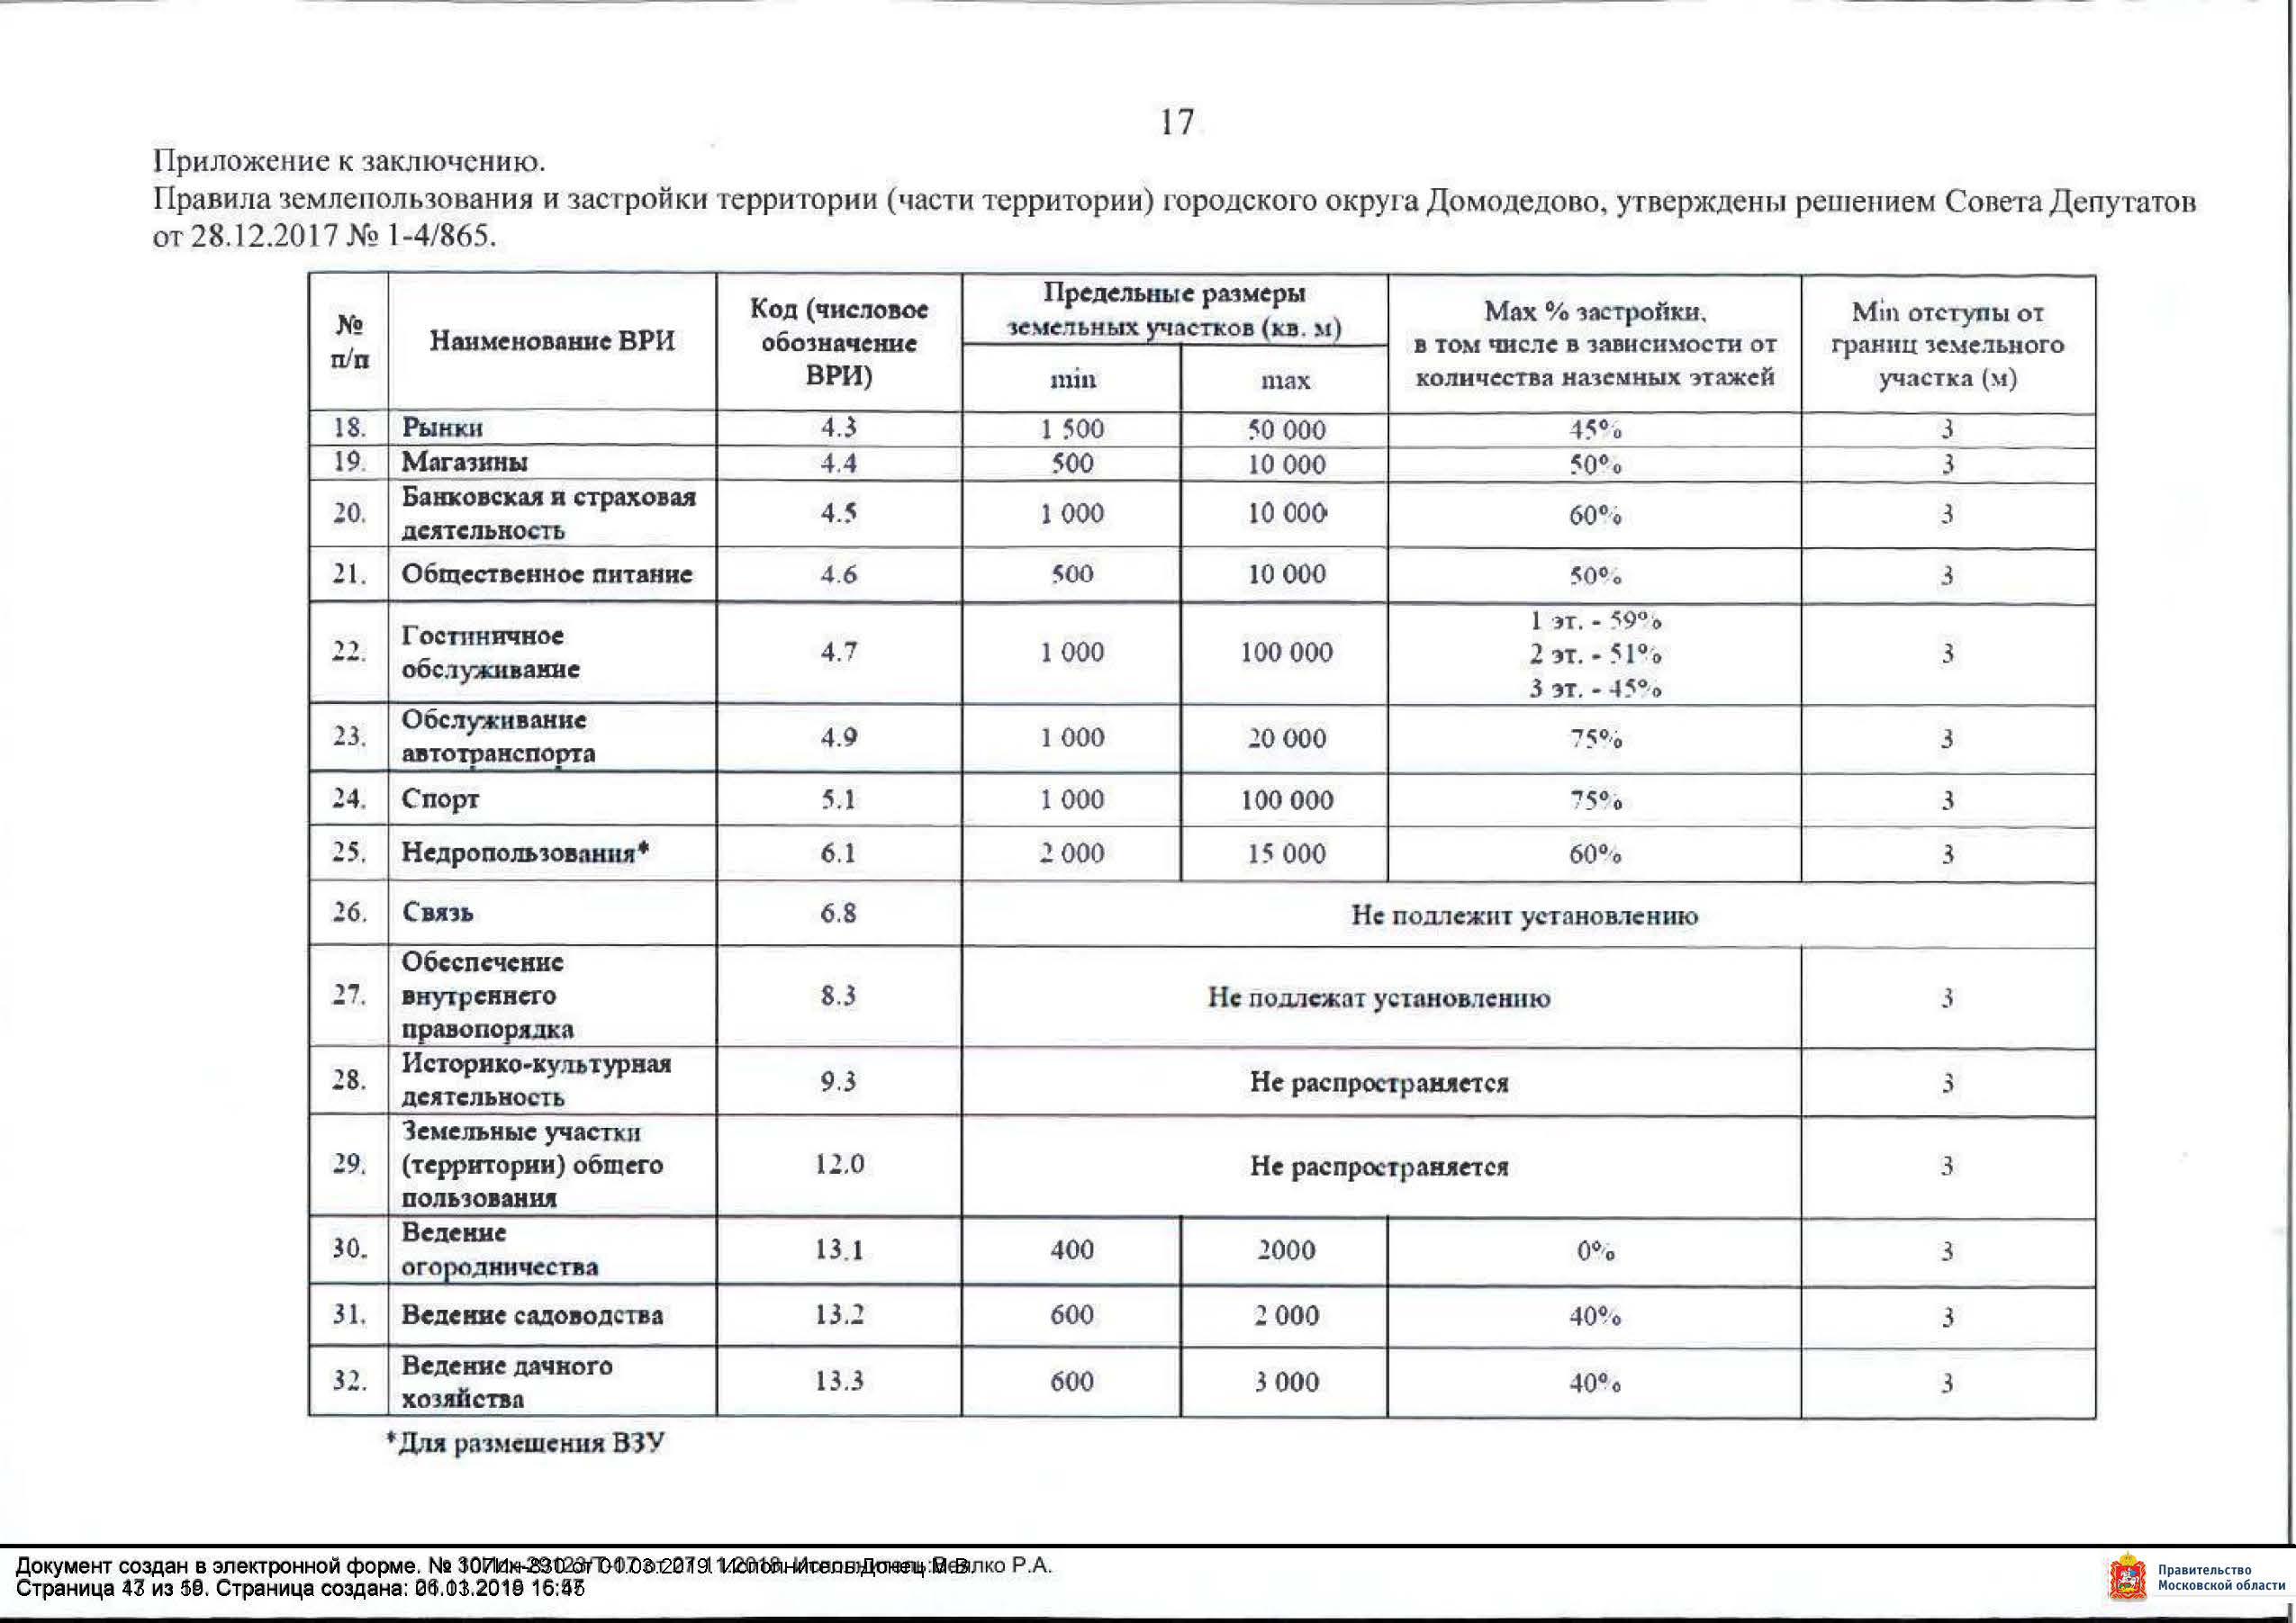 17
Приложение к заключению.
Правила землепользования и застройки территории (части территории) городского округа Домодедово, утверждены решением Совета Депутатов
от 28.12.2017 № 1-4/865.
№ п/п Наименование ВРИ Код (числовое обозначение ВРИ) Предельные размеры земельных участков (кв. м) min max Max % застройки, в том числе в зависимости от количества наземных этажей Min отступы от границ земельного участка (м)
18. Рынки 4.3 1 500 50 000 45% 3
19. Магазины 4.4 500 10 000 50% 3
20. Банковская и страховая деятельность 4.5 1 000 10 000 60% 3
21. Общественное питание 4.6 500 10 000 50% 3
22. Гостиничное обслуживание 4.7 1 000 100 000 1 эт. - 59% 2 эт. - 51% 3 эт. - 45% 3
23. Обслуживание автотранспорта 4.9 1 000 20 000 75% 3
24. Спорт 5.1 1 000 100 000 75% 3
25. Недропользования* 6.1 2 000 15 000 60% 3
26. Связь 6.8 Не подлежит установлению
27. Обеспечение внутреннего правопорядка 8.3 Не подлежат установлению 3
28. Историко-культурная деятельность 9.3 Не распространяется 3
29. Земельные участки (территории) общего пользования 12.0 Не распространяется 3
30. Ведение огородничества 13.1 400 2000 0% 3
31. Ведение садоводства 13.2 600 2 000 40% 3
32. Ведение дачного хозяйства 13.3 600 3 000 40% 3
*Для размещения ВЗУ
Документ создан в электронной форме. № Р.А.
Страница из Страница создана:
Правительство
Московской области